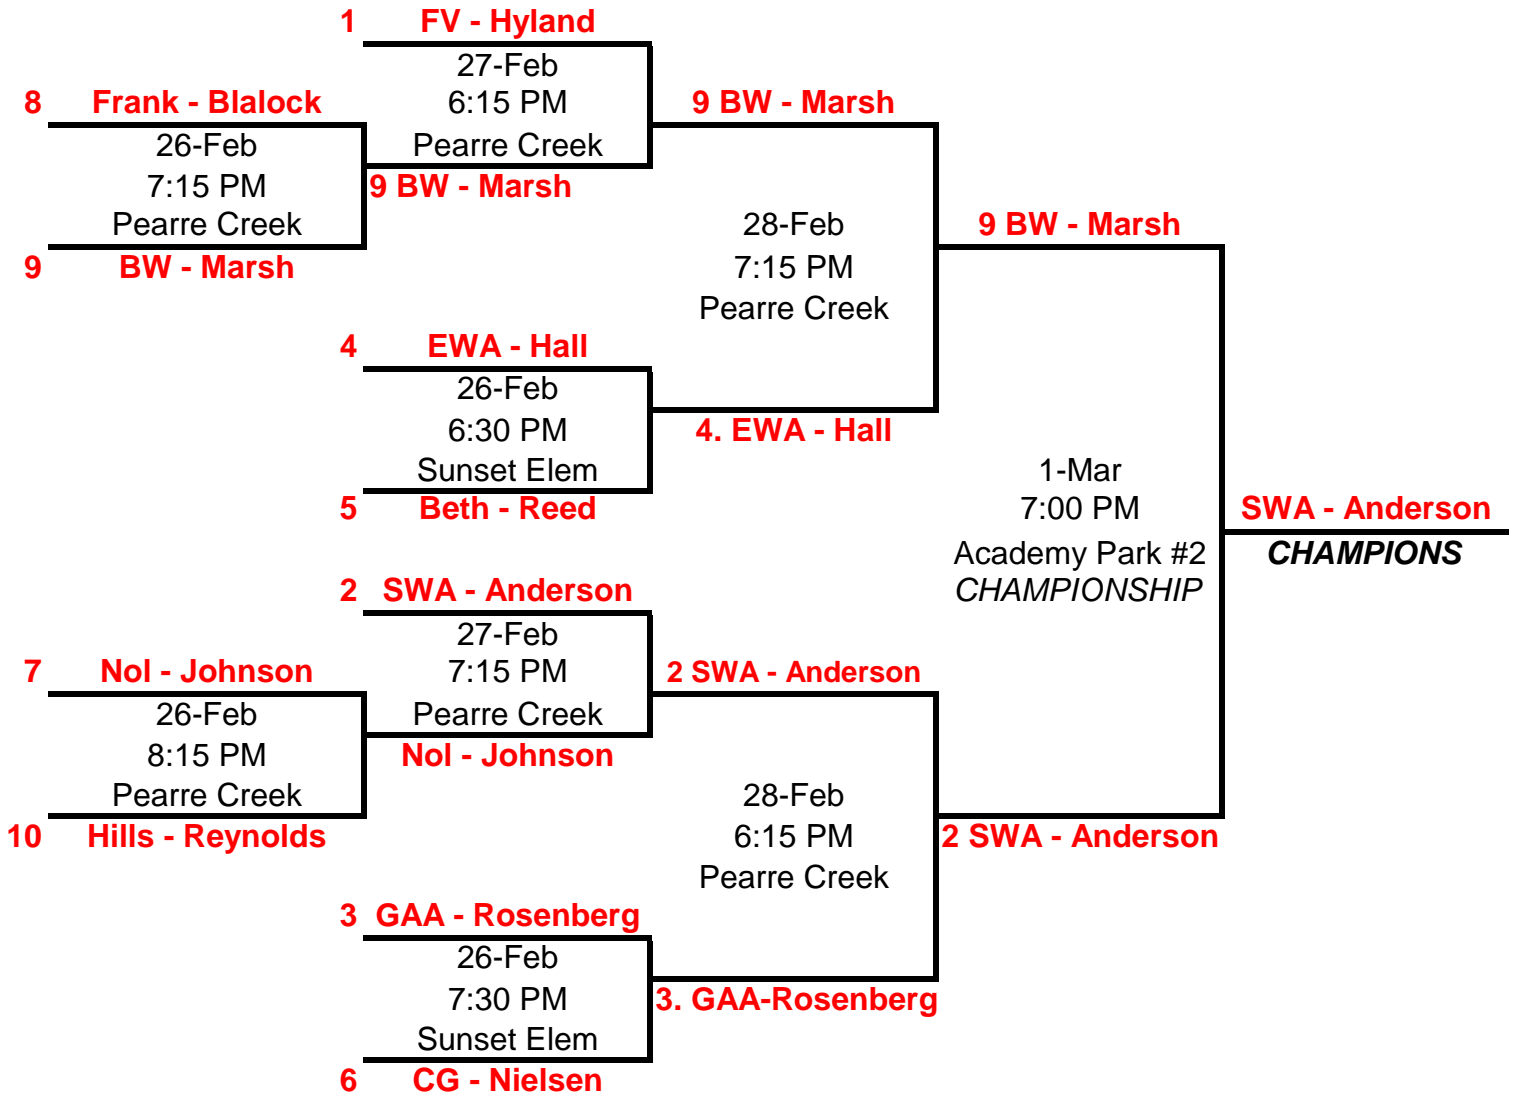 1 FV - Hyland
27-Feb
6:15 PM
Pearre Creek
9 BW - Marsh
8 Frank - Blalock
26-Feb
7:15 PM
Pearre Creek
9 BW - Marsh
9 BW - Marsh
28-Feb
7:15 PM
Pearre Creek
4. EWA - Hall
4 EWA - Hall
26-Feb
6:30 PM
Sunset Elem
5 Beth - Reed
9 BW - Marsh
1-Mar
7:00 PM
Academy Park #2
CHAMPIONSHIP
2 SWA - Anderson
SWA - Anderson
CHAMPIONS
2 SWA - Anderson
27-Feb
7:15 PM
Pearre Creek
Nol - Johnson
7 Nol - Johnson
26-Feb
8:15 PM
Pearre Creek
10 Hills - Reynolds
2 SWA - Anderson
28-Feb
6:15 PM
Pearre Creek
3. GAA-Rosenberg
3 GAA - Rosenberg
26-Feb
7:30 PM
Sunset Elem
6 CG - Nielsen